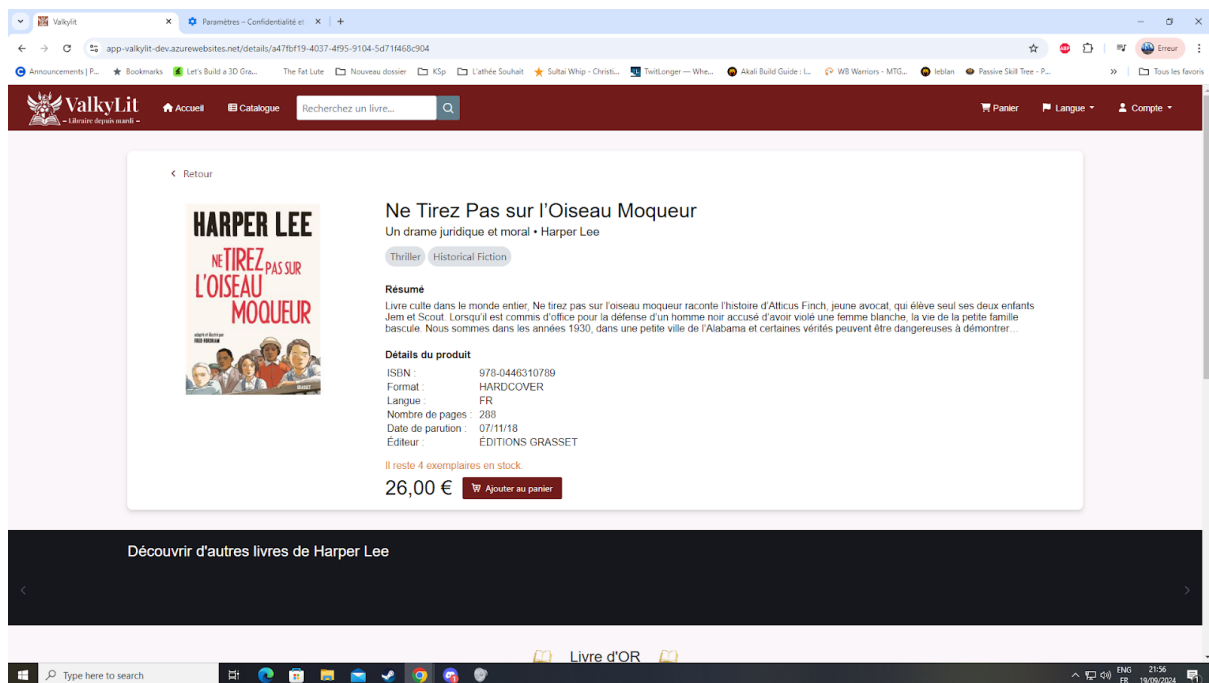 Valkylit
Paramètres – Confidentialité et
app-valkylit-dev.azurewebsites.net/details/a47fbf19-4037-4f95-9104-5d71f468c904
Erreur
Announcements | P...
Bookmarks
Let's Build a 3D Gra...
The Fat Lute
Nouveau dossier
KSp
L'athée Souhait
Sultai Whip - Christi...
TwitLonger — Whe...
Akali Build Guide : L...
WB Warriors - MTG...
leblan
Passive Skill Tree - P...
»
Tous les favoris
ValkyLit
– Libraire depuis mardi –
Accueil
Catalogue
Recherchez un livre...
Panier
Langue
Compte
Retour
HARPER LEE
NE TIREZ PAS SUR
L'OISEAU
MOQUEUR
adapté et illustré par
FRED FORDHAM
GRASSET
Ne Tirez Pas sur l’Oiseau Moqueur
Un drame juridique et moral • Harper Lee
Thriller Historical Fiction
Résumé
Livre culte dans le monde entier, Ne tirez pas sur l’oiseau moqueur raconte l’histoire d’Atticus Finch, jeune avocat, qui élève seul ses deux enfants
Jem et Scout. Lorsqu’il est commis d’office pour la défense d’un homme noir accusé d’avoir violé une femme blanche, la vie de la petite famille
bascule. Nous sommes dans les années 1930, dans une petite ville de l’Alabama et certaines vérités peuvent être dangereuses à démontrer…
Détails du produit
ISBN : 978-0446310789
Format : HARDCOVER
Langue : FR
Nombre de pages : 288
Date de parution : 07/11/18
Éditeur : ÉDITIONS GRASSET
Il reste 4 exemplaires en stock.
26,00 € Ajouter au panier
Découvrir d'autres livres de Harper Lee
Livre d'OR
Type here to search
ENG
FR
21:56
19/09/2024